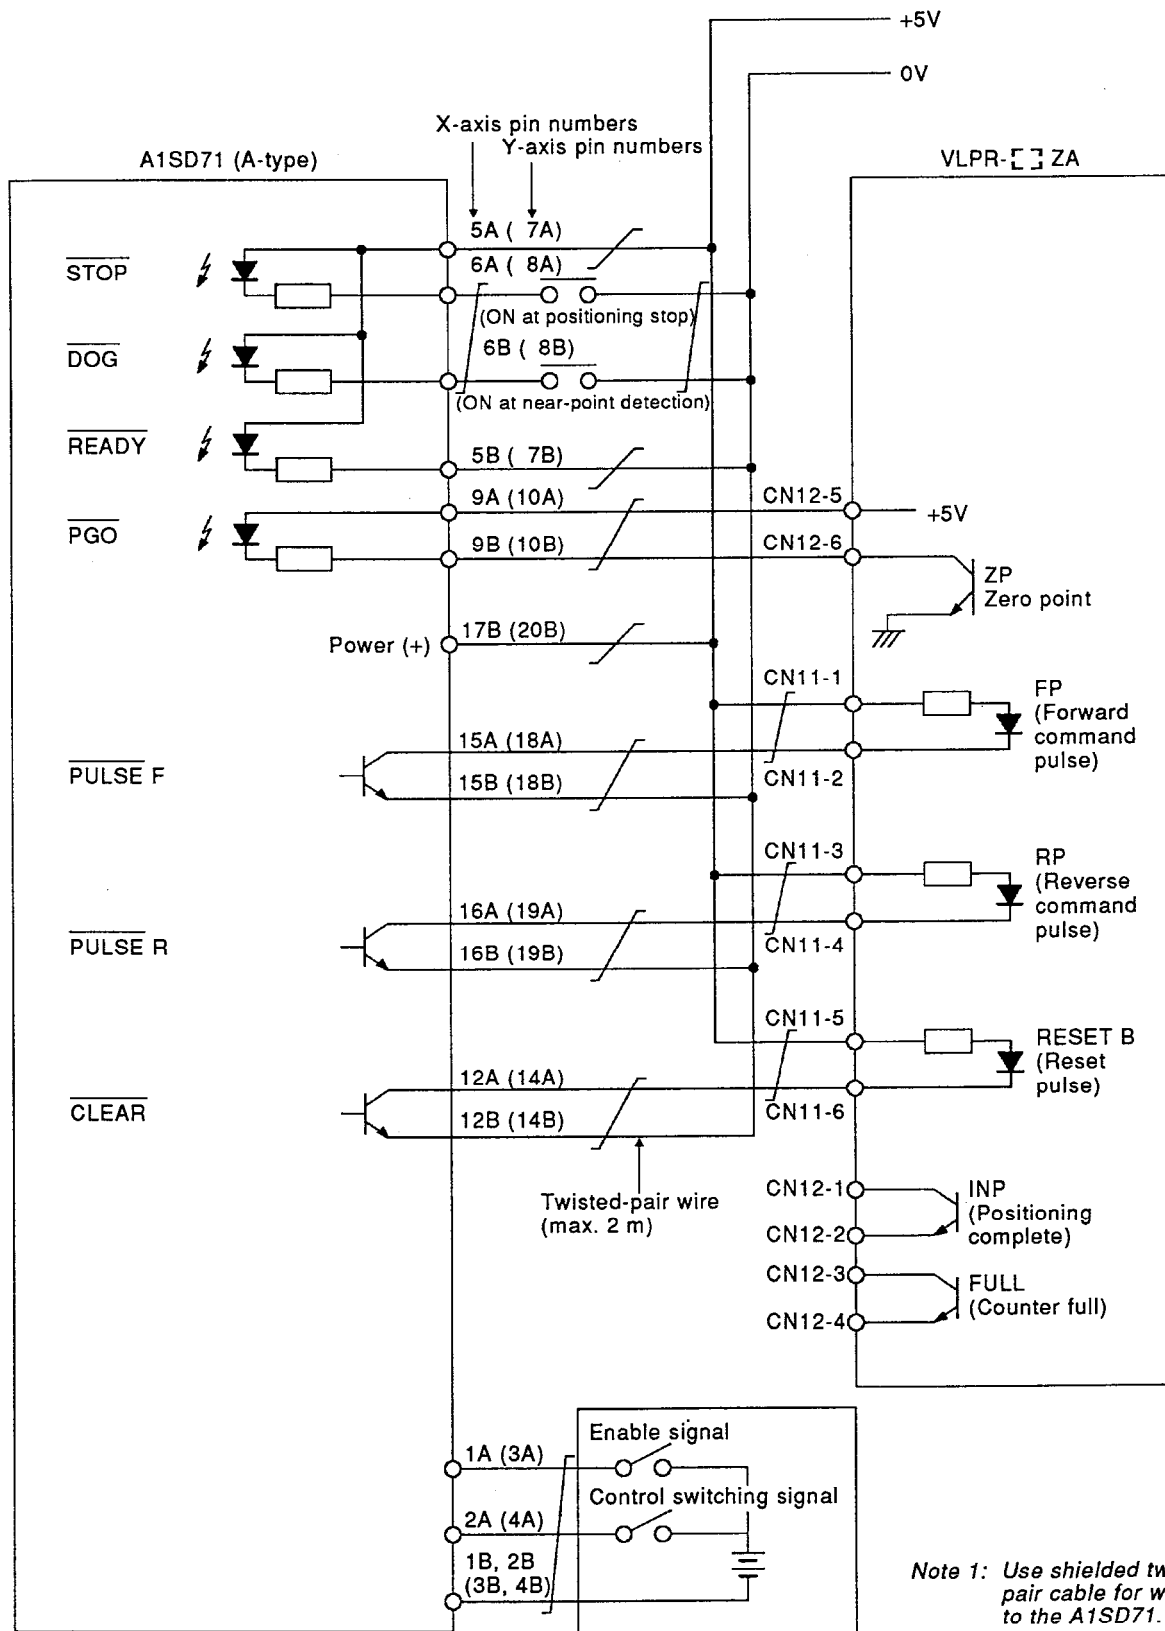 +5V
0V
X-axis pin numbers
Y-axis pin numbers
A1SD71 (A-type)
VLPR- ZA
5A ( 7A)
STOP
6A ( 8A)
(ON at positioning stop)
DOG
6B ( 8B)
(ON at near-point detection)
READY
5B ( 7B)
9A (10A)
CN12-5
+5V
PGO
9B (10B)
CN12-6
ZP
Zero point
Power (+)
17B (20B)
CN11-1
FP
(Forward
command
pulse)
15A (18A)
PULSE F
15B (18B)
CN11-2
CN11-3
RP
(Reverse
command
pulse)
16A (19A)
PULSE R
16B (19B)
CN11-4
CN11-5
RESET B
(Reset
pulse)
12A (14A)
CLEAR
12B (14B)
CN11-6
Twisted-pair wire
(max. 2 m)
CN12-1
INP
(Positioning
complete)
CN12-2
CN12-3
FULL
(Counter full)
CN12-4
Enable signal
1A (3A)
Control switching signal
2A (4A)
1B, 2B
(3B, 4B)
Note 1: Use shielded tw
pair cable for w
to the A1SD71.